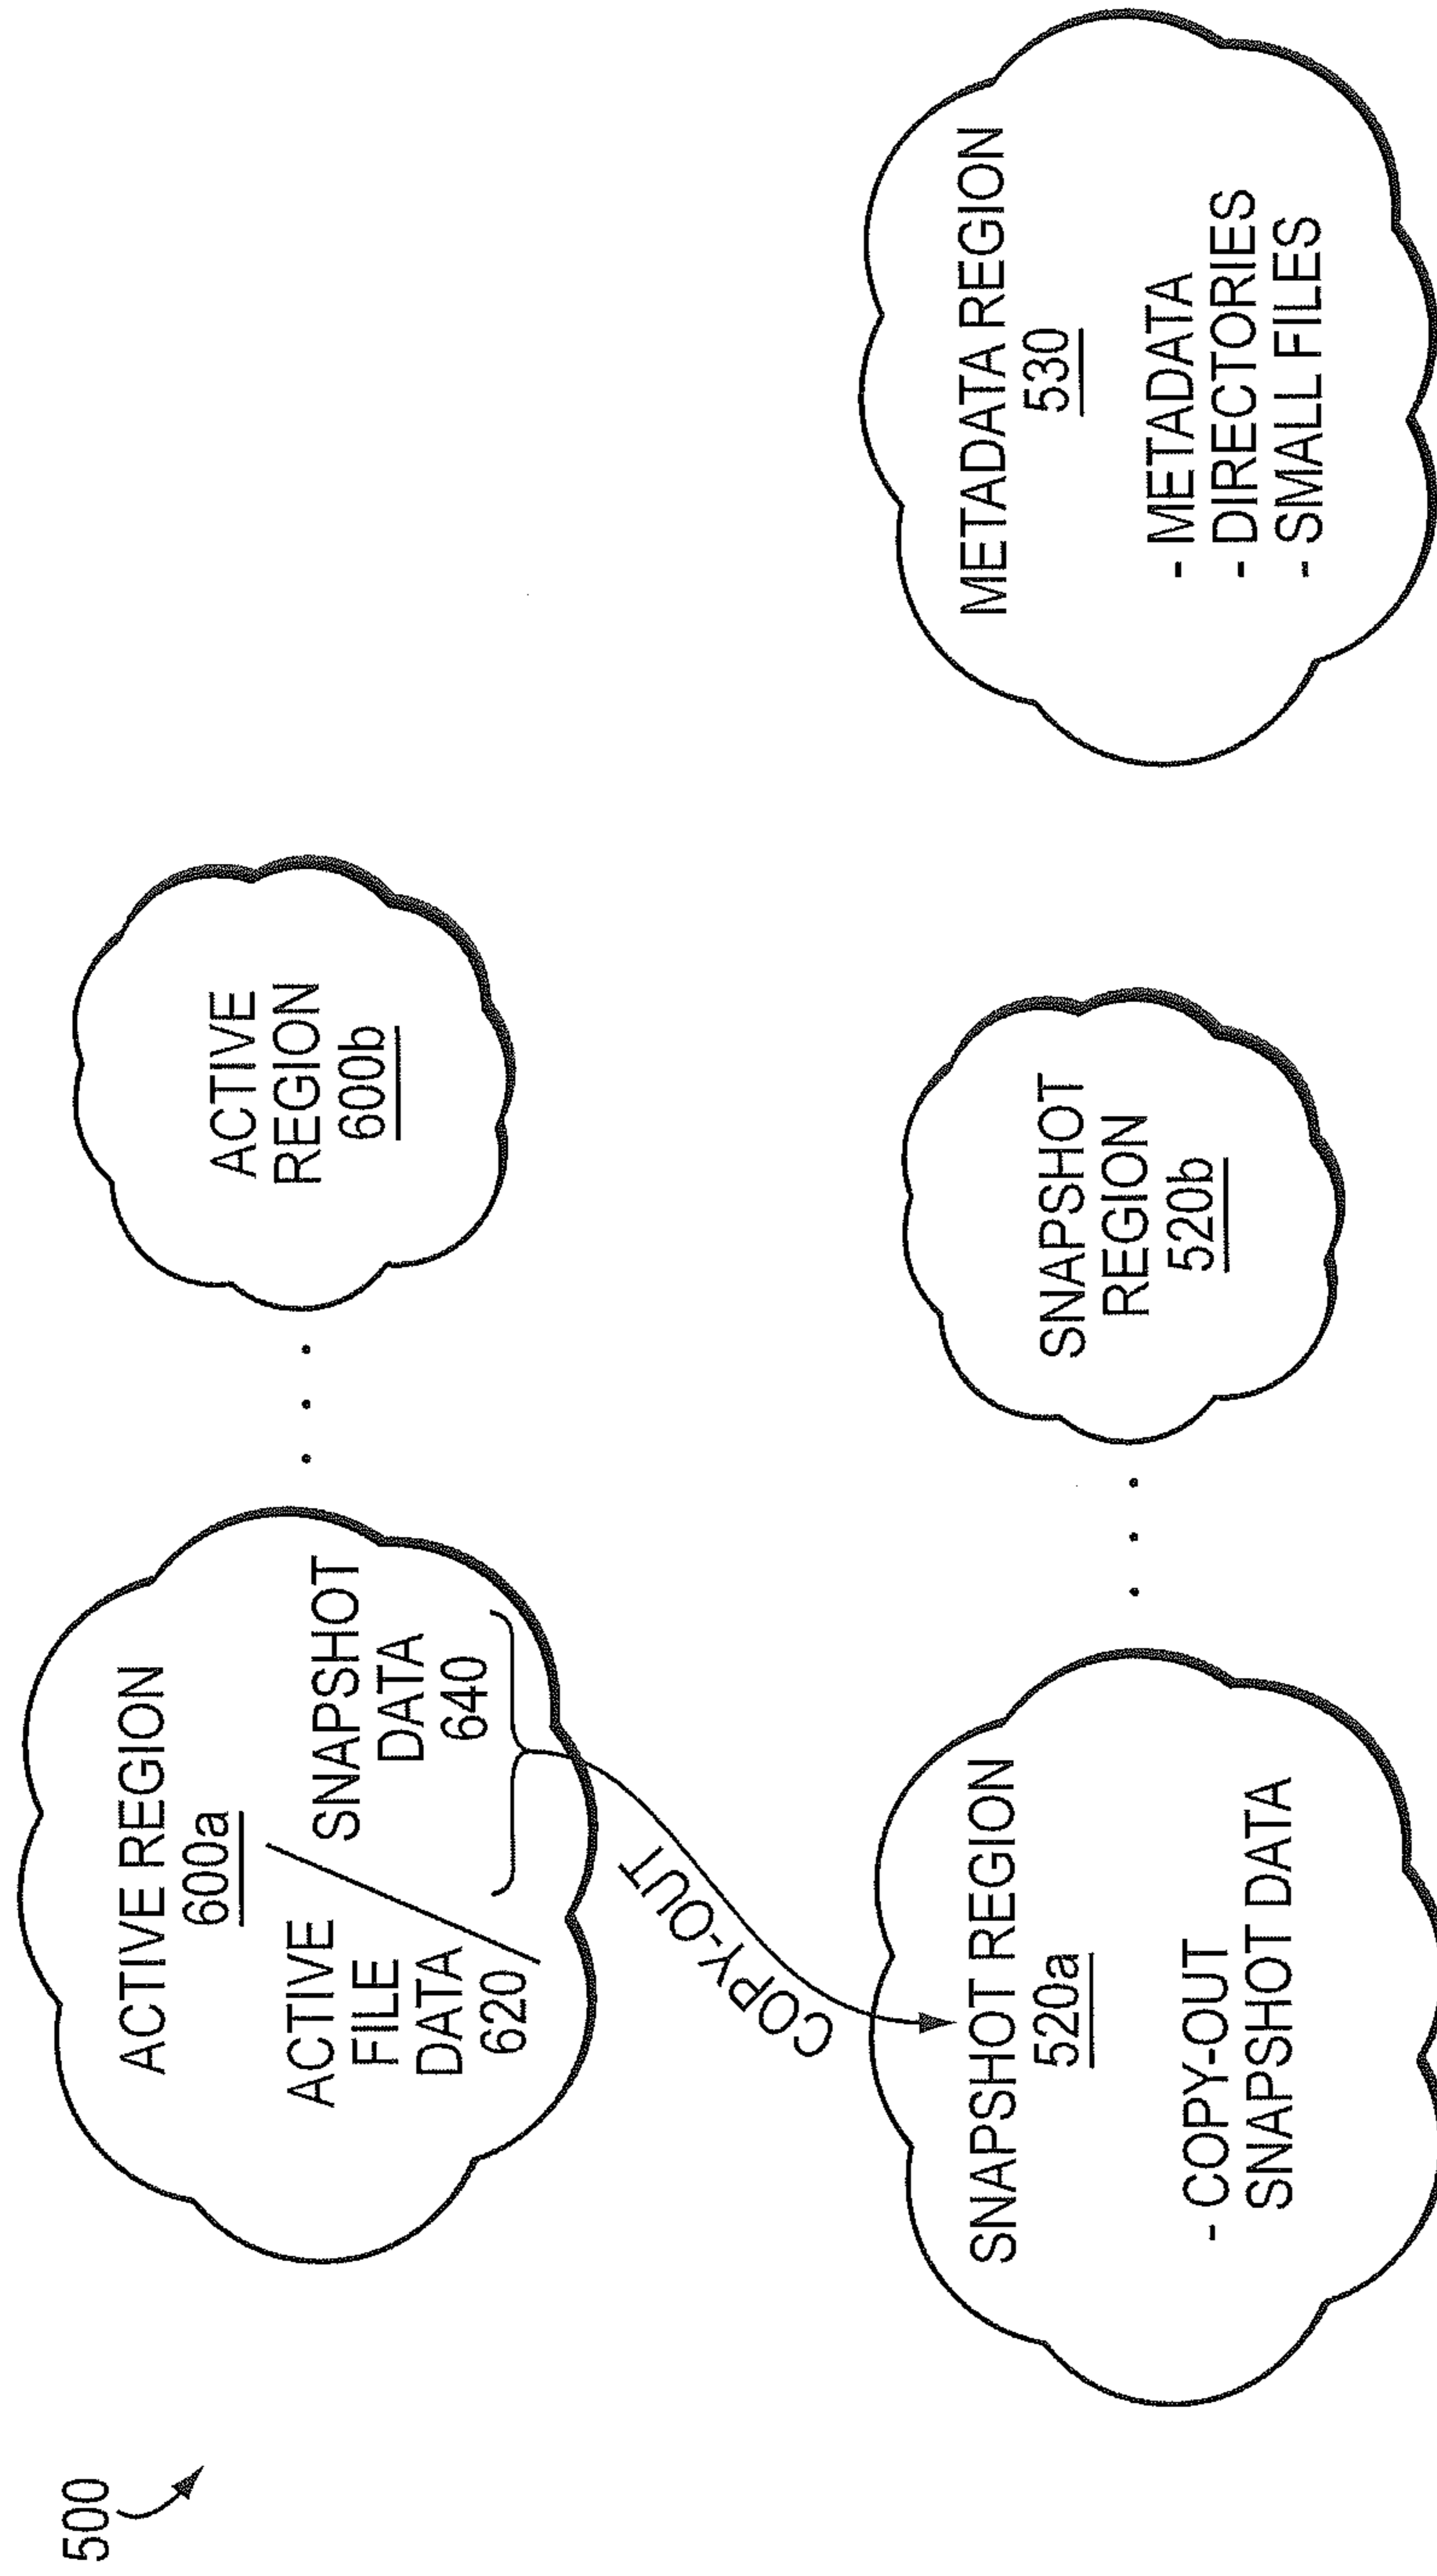 500
ACTIVE REGION
600a
ACTIVE
FILE
DATA
620
SNAPSHOT
DATA
640
ACTIVE
REGION
600b
COPY-OUT
SNAPSHOT REGION
520a
- COPY-OUT
SNAPSHOT DATA
SNAPSHOT
REGION
520b
METADATA REGION
530
- METADATA
- DIRECTORIES
- SMALL FILES